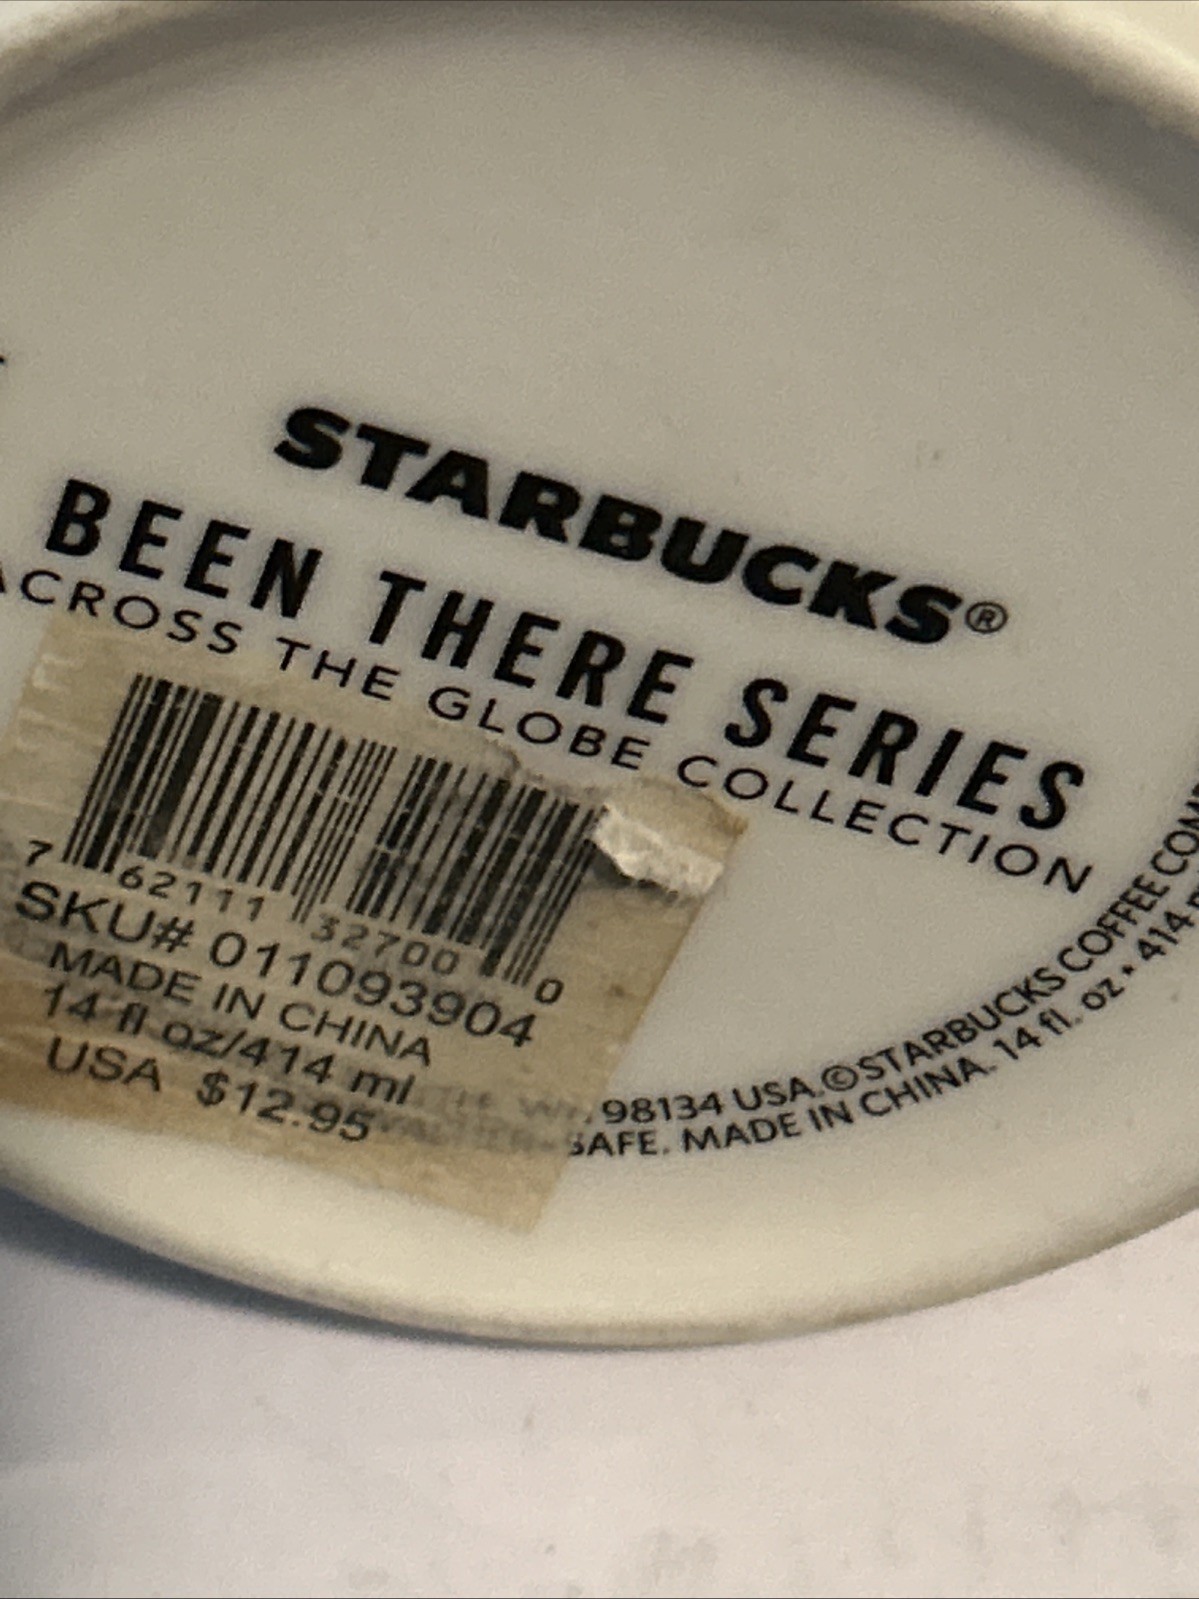 STARBUCKS®
BEEN THERE SERIES
ACROSS THE GLOBE COLLECTION
7 62111 32700 0
SKU# 011093904
MADE IN CHINA
14 fl oz/414 ml
USA $12.95
98134 USA.©STARBUCKS COFFEE
SAFE. MADE IN CHINA. 14 fl. oz • 414